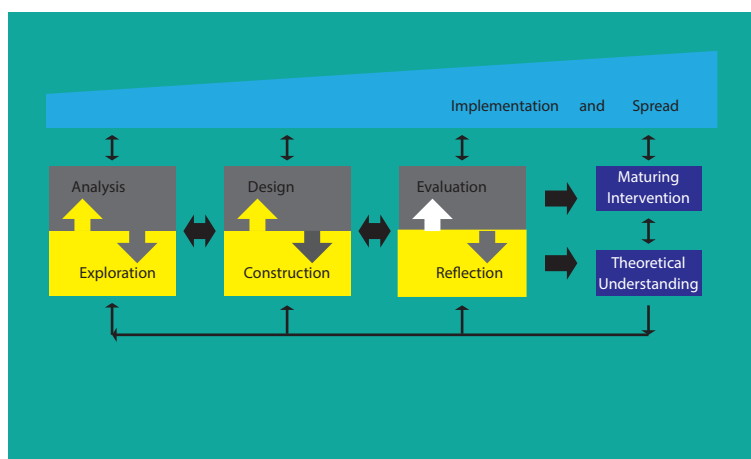 Implementation and Spread
Analysis
Design
Evaluation
Maturing
Intervention
Exploration
Construction
Reflection
Theoretical
Understanding